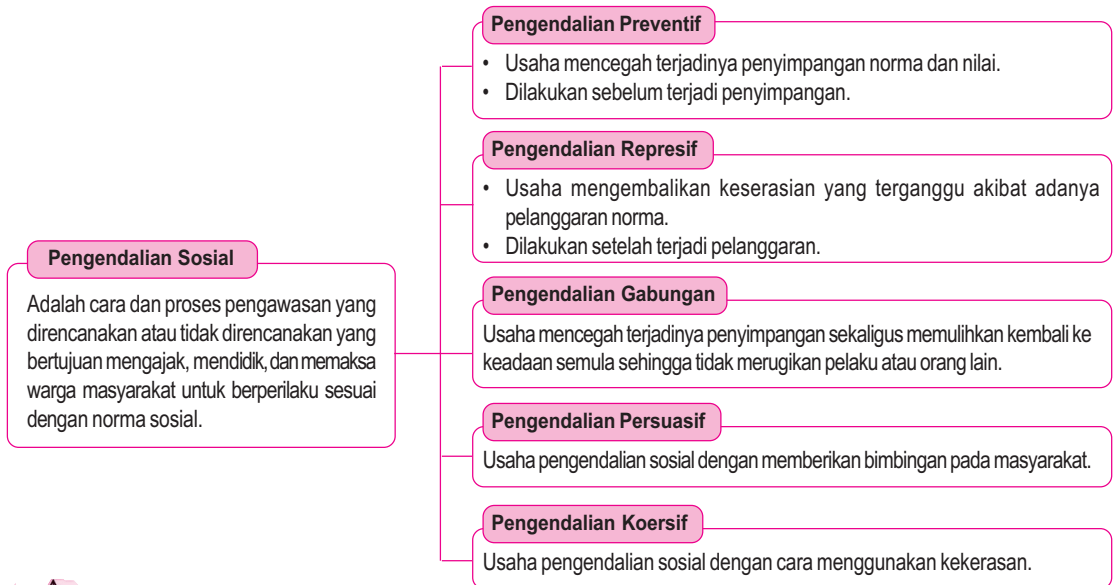 Pengendalian Sosial
Adalah cara dan proses pengawasan yang
direncanakan atau tidak direncanakan yang
bertujuan mengajak, mendidik, dan memaksa
warga masyarakat untuk berperilaku sesuai
dengan norma sosial.
Pengendalian Preventif
• Usaha mencegah terjadinya penyimpangan norma dan nilai.
• Dilakukan sebelum terjadi penyimpangan.
Pengendalian Represif
• Usaha mengembalikan keserasian yang terganggu akibat adanya
pelanggaran norma.
• Dilakukan setelah terjadi pelanggaran.
Pengendalian Gabungan
Usaha mencegah terjadinya penyimpangan sekaligus memulihkan kembali ke
keadaan semula sehingga tidak merugikan pelaku atau orang lain.
Pengendalian Persuasif
Usaha pengendalian sosial dengan memberikan bimbingan pada masyarakat.
Pengendalian Koersif
Usaha pengendalian sosial dengan cara menggunakan kekerasan.